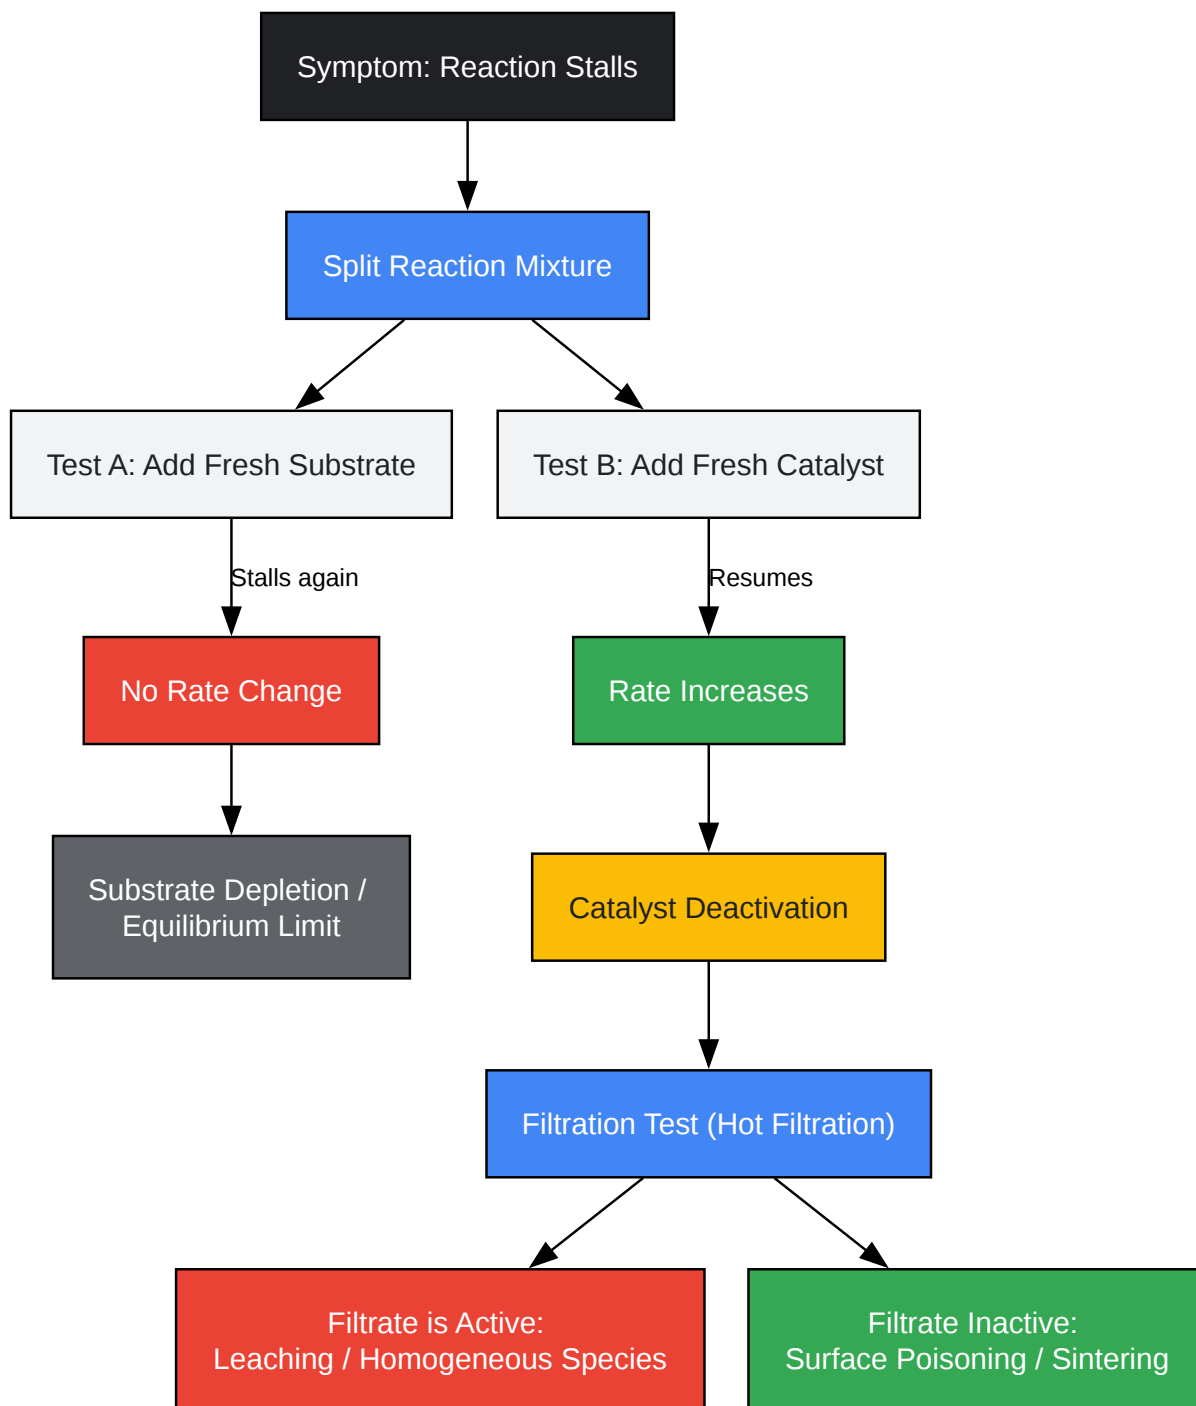 Symptom: Reaction Stalls
Split Reaction Mixture
Test A: Add Fresh Substrate
Test B: Add Fresh Catalyst
Stalls again
Resumes
No Rate Change
Rate Increases
Substrate Depletion /
Equilibrium Limit
Catalyst Deactivation
Filtration Test (Hot Filtration)
Filtrate is Active:
Leaching / Homogeneous Species
Filtrate Inactive:
Surface Poisoning / Sintering